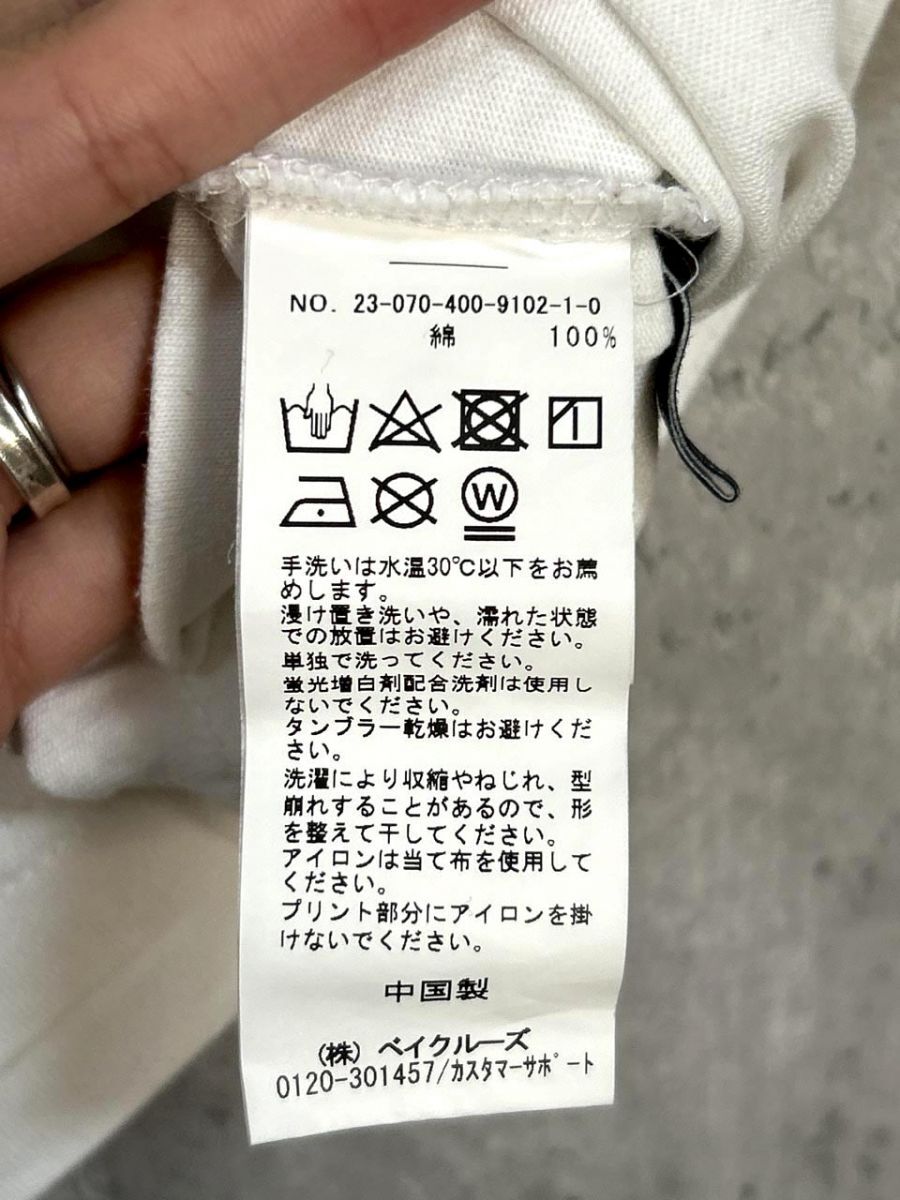 NO. 23-070-400-9102-1-0
綿 100%
W
手洗いは水温30℃以下をお薦
めします。
浸け置き洗いや、濡れた状態
での放置はお避けください。
単独で洗ってください。
蛍光増白剤配合洗剤は使用し
ないでください。
タンブラー乾燥はお避けくだ
さい。
洗濯により収縮やねじれ、型
崩れすることがあるので、形
を整えて干してください。
アイロンは当て布を使用して
ください。
プリント部分にアイロンを掛
けないでください。
中国製
(株) ベイクルーズ
0120-301457/カスタマーサポート